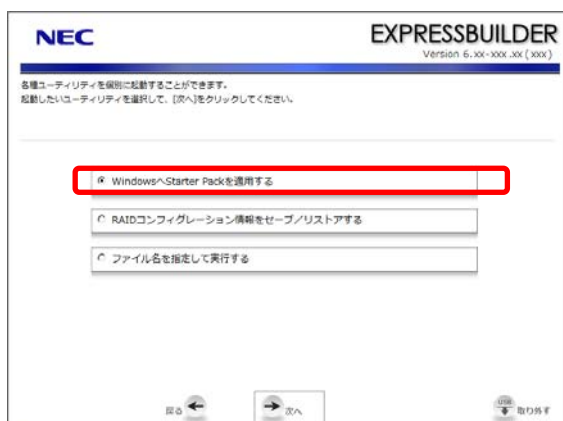 NEC
EXPRESSBUILDER
Version 6.xx-xxx.xx (xxx)
各種ユーティリティを個別に起動することができます。
起動したいユーティリティを選択して、[次へ]をクリックしてください。
WindowsへStarter Packを適用する
RAIDコンフィグレーション情報をセーブ/リストアする
ファイル名を指定して実行する
戻る
次へ
USB
取り外す